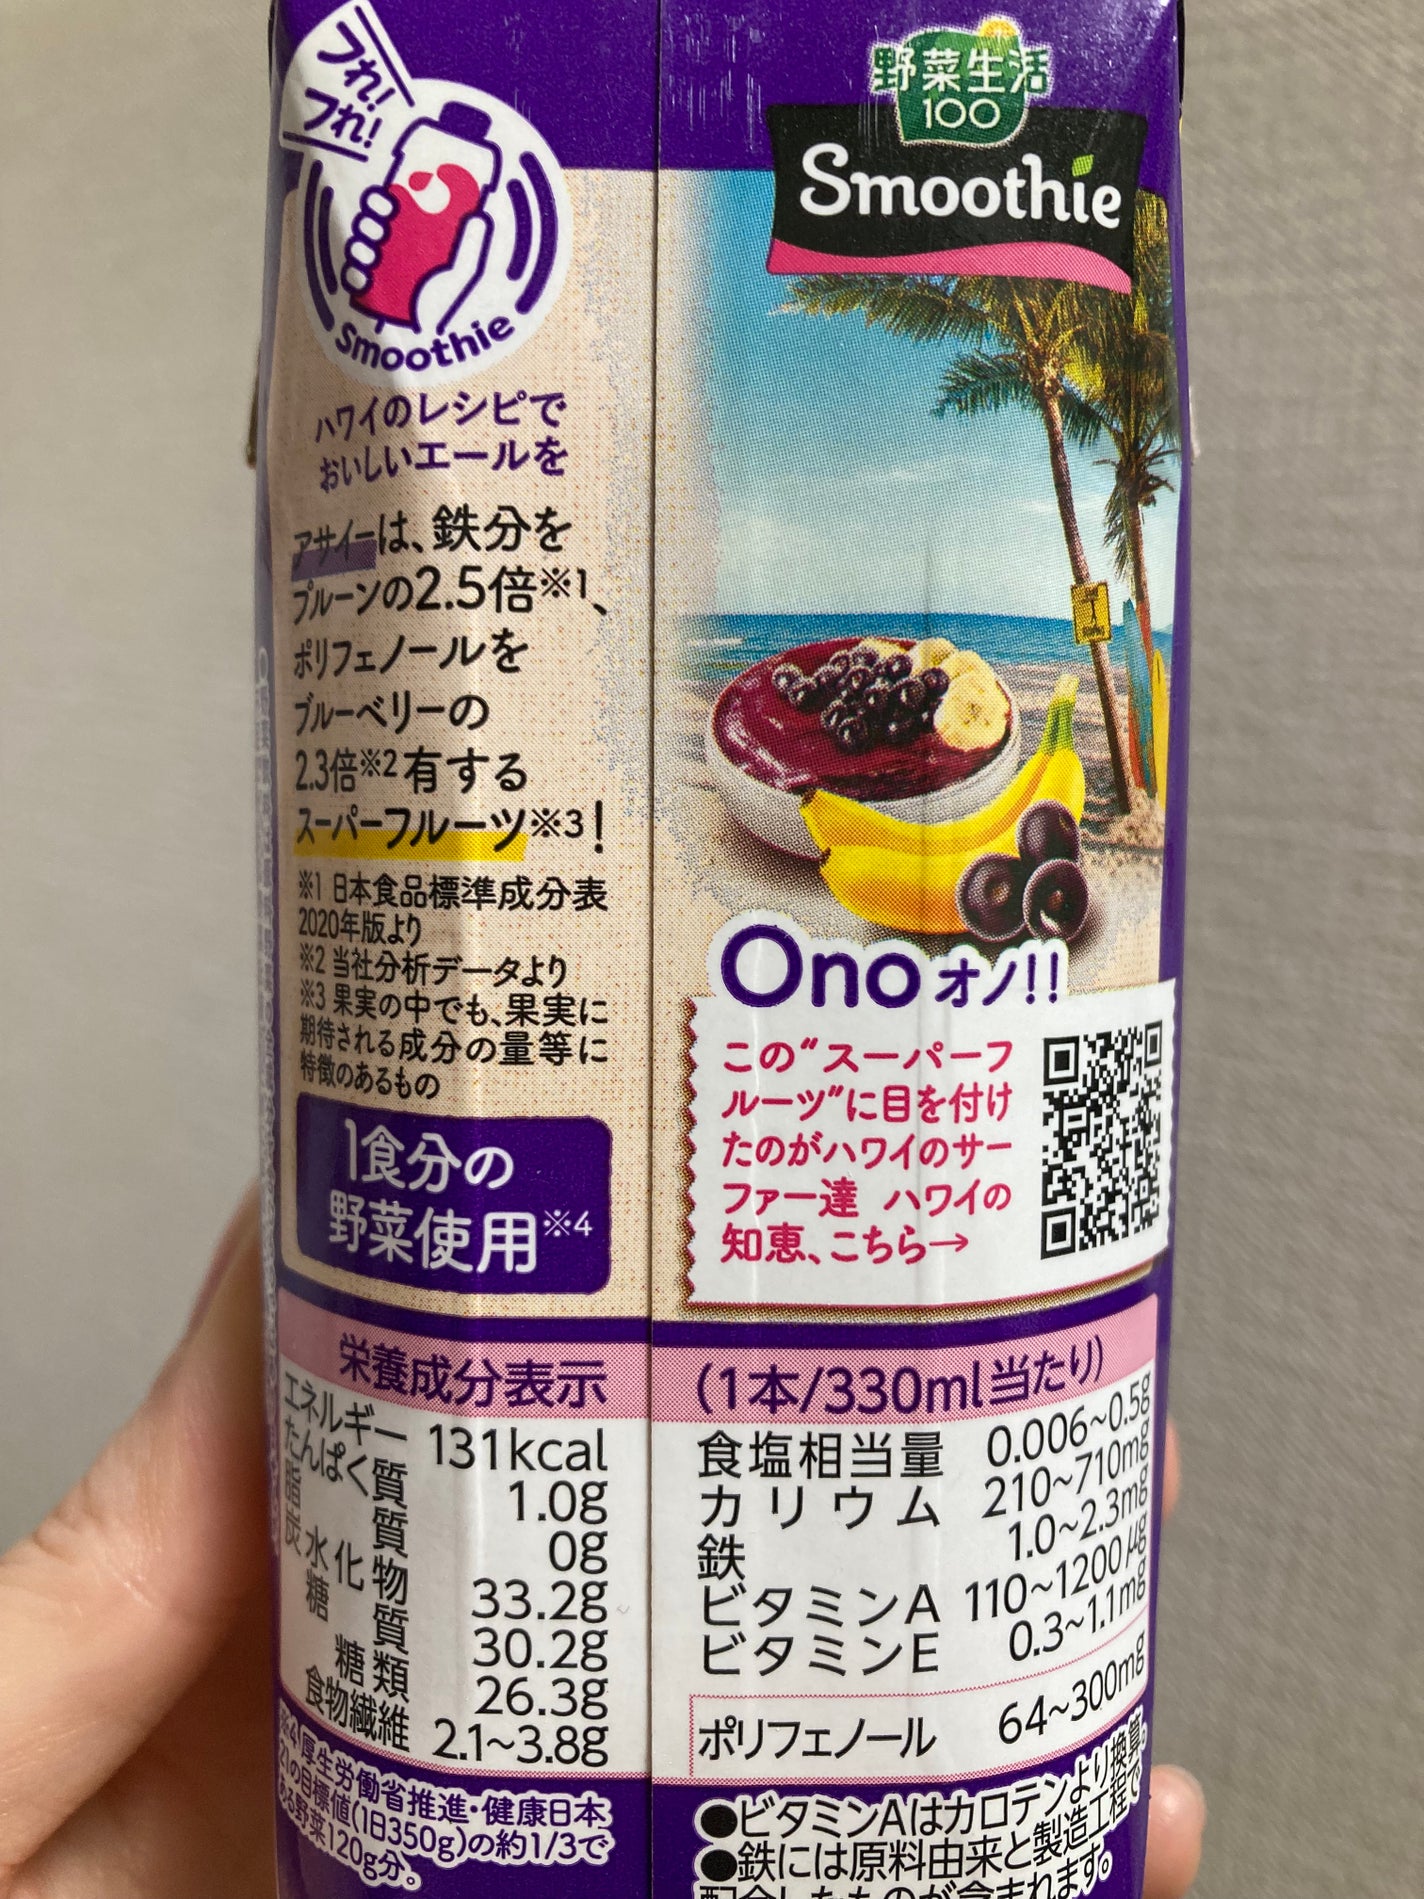 フレ!
フレ!
Smoothie
ハワイのレシピで
おいしいエールを
アサイーは、鉄分を
プルーンの2.5倍※1、
ポリフェノールを
ブルーベリーの
2.3倍※2有する
スーパーフルーツ※3!
※1 日本食品標準成分表
2020年版より
※2 当社分析データより
※3 果実の中でも、果実に
期待される成分の量等に
特徴のあるもの
1食分の
野菜使用※4
野菜生活
100
Smoothie
Ono オノ!!
この“スーパーフ
ルーツ”に目を付け
たのがハワイのサー
ファー達 ハワイの
知恵、こちら→
栄養成分表示 (1本/330ml当たり)
エネルギー 131kcal
たんぱく質 1.0g
脂質 0g
炭水化物 33.2g
糖質 30.2g
糖類 26.3g
食物繊維 2.1~3.8g
食塩相当量 0.006~0.5g
カリウム 210~710mg
鉄 1.0~2.3mg
ビタミンA 110~1200μg
ビタミンE 0.3~1.1mg
ポリフェノール 64~300mg
※4 厚生労働省推進・健康日本
21の目標値(1日350g)の約1/3で
ある野菜120g分。
●ビタミンAはカロテンより換算。
●鉄には原料由来と製造工程で
配合したものが含まれます。